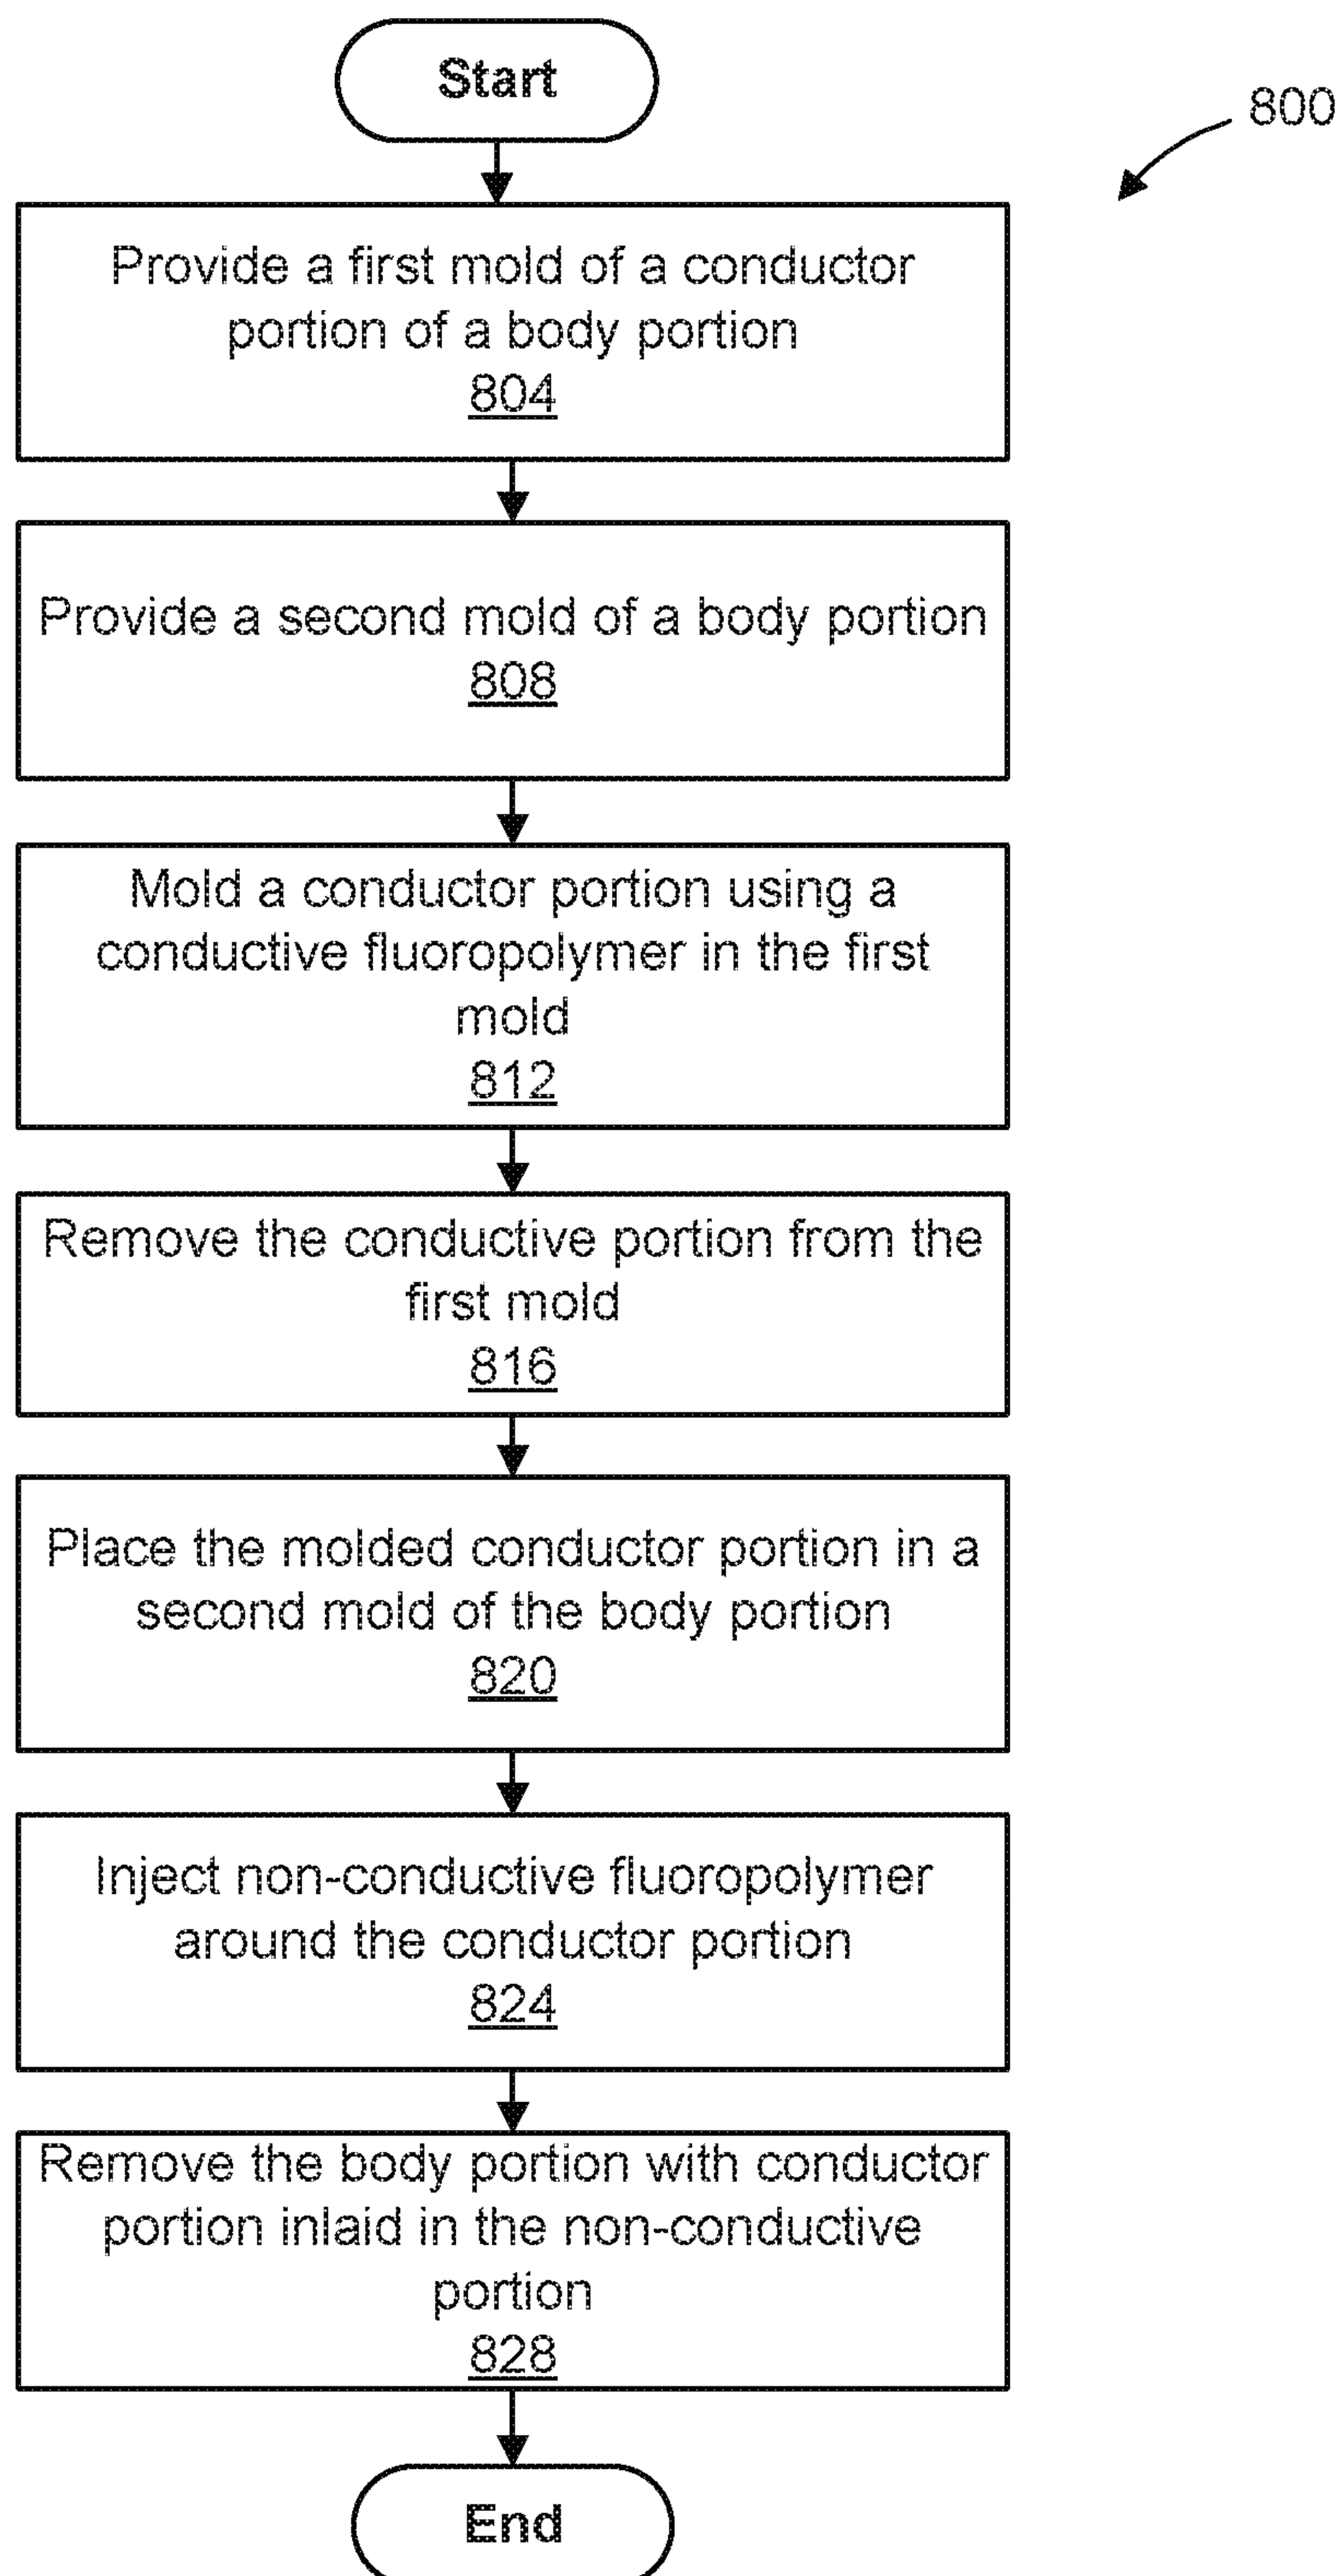 Start
800
Provide a first mold of a conductor
portion of a body portion
804
Provide a second mold of a body portion
808
Mold a conductor portion using a
conductive fluoropolymer in the first
mold
812
Remove the conductive portion from the
first mold
816
Place the molded conductor portion in a
second mold of the body portion
820
Inject non-conductive fluoropolymer
around the conductor portion
824
Remove the body portion with conductor
portion inlaid in the non-conductive
portion
828
End